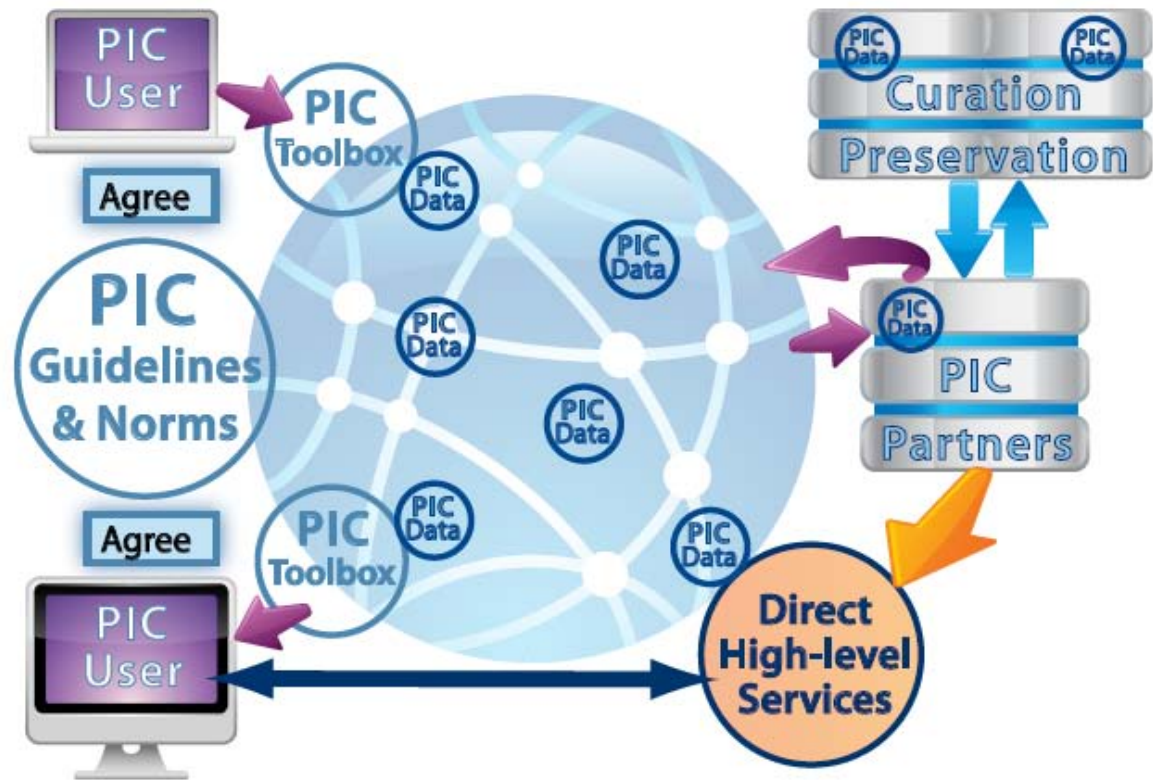 PIC
User
PIC
Toolbox
PIC
Data
PIC
Data
Curation
Preservation
Agree
PIC
Data
PIC
Data
PIC
Guidelines
& Norms
PIC
Data
PIC
Data
PIC
Partners
PIC
Data
Agree
PIC
Toolbox
PIC
Data
PIC
Data
PIC
User
Direct
High-level
Services